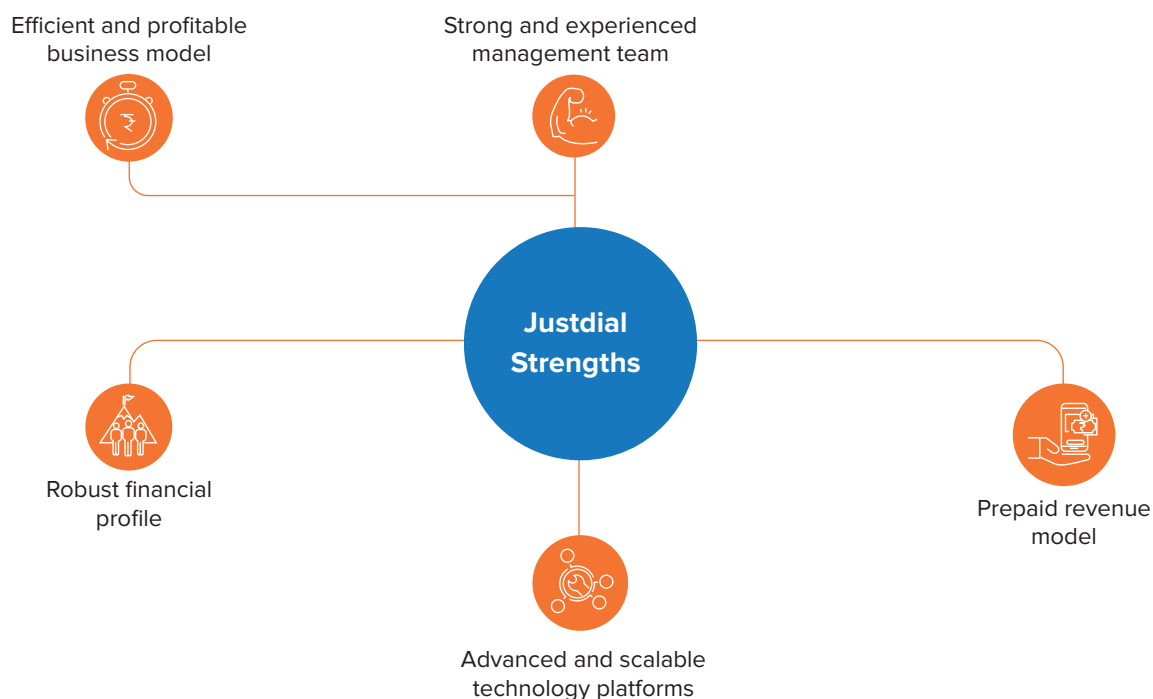 Efficient and profitable
business model
Strong and experienced
management team
₹
Justdial
Strengths
Robust financial
profile
Prepaid revenue
model
Advanced and scalable
technology platforms